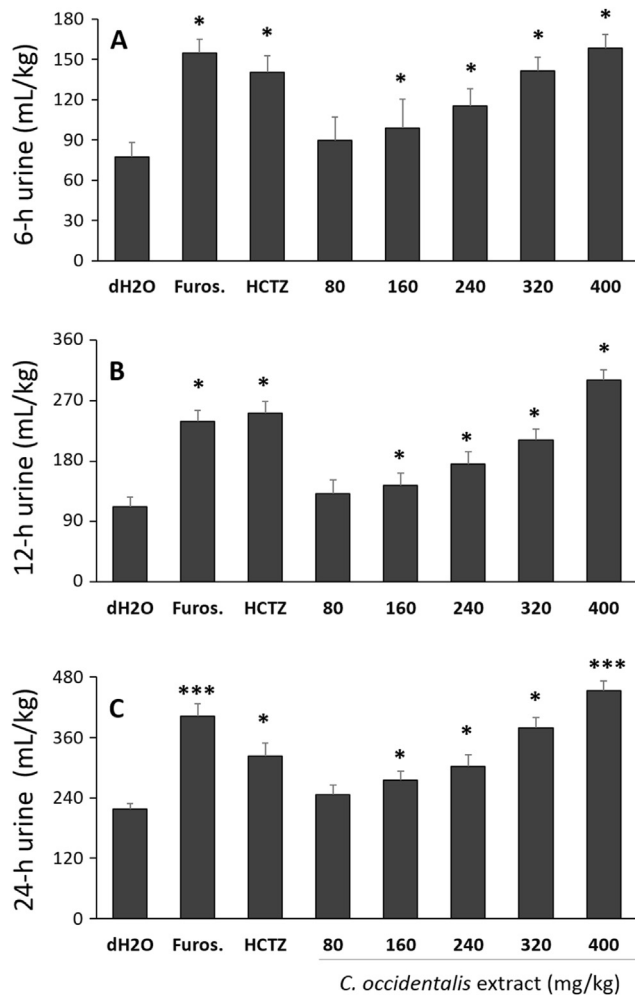 A
6-h urine (mL/kg)
180
150
120
90
60
30
0
* * * * * *
dH2O Furos. HCTZ 80 160 240 320 400
B
12-h urine (mL/kg)
360
270
180
90
0
* * * * * *
dH2O Furos. HCTZ 80 160 240 320 400
C
24-h urine (mL/kg)
480
360
240
120
0
*** * * * * ***
dH2O Furos. HCTZ 80 160 240 320 400
C. occidentalis extract (mg/kg)